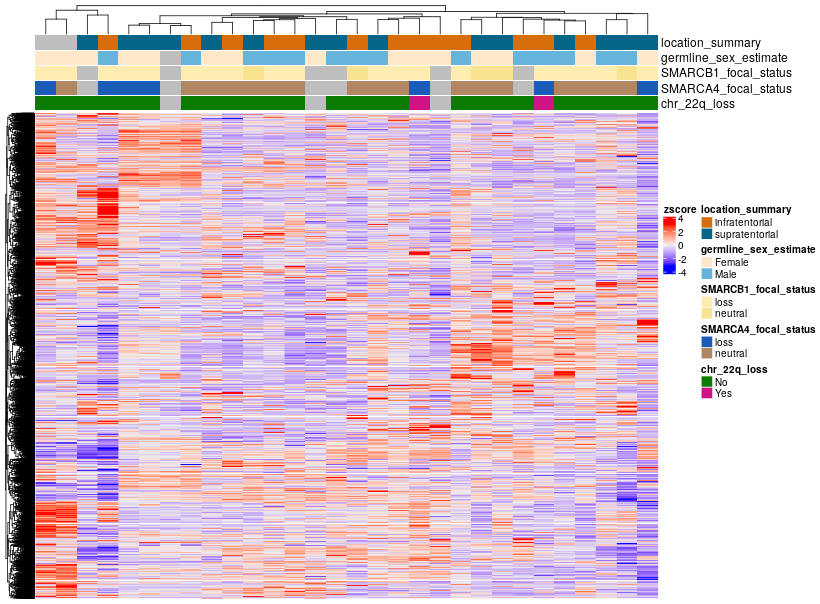 location_summary
germline_sex_estimate
SMARCB1_focal_status
SMARCA4_focal_status
chr_22q_loss
zscore
4
2
0
-2
-4
location_summary
Infratentorial
supratentorial
germline_sex_estimate
Female
Male
SMARCB1_focal_status
loss
neutral
SMARCA4_focal_status
loss
neutral
chr_22q_loss
No
Yes